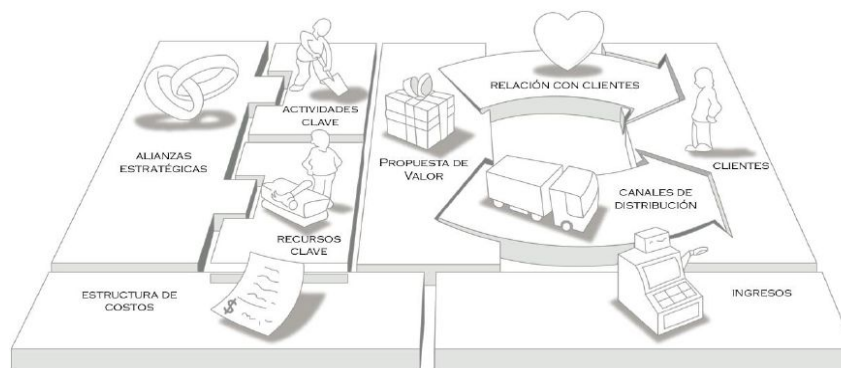 RELACIÓN CON CLIENTES
ACTIVIDADES
CLAVE
ALIANZAS
ESTRATÉGICAS
PROPUESTA DE
VALOR
CLIENTES
CANALES DE
DISTRIBUCIÓN
RECURSOS
CLAVE
ESTRUCTURA DE
COSTOS
$
INGRESOS